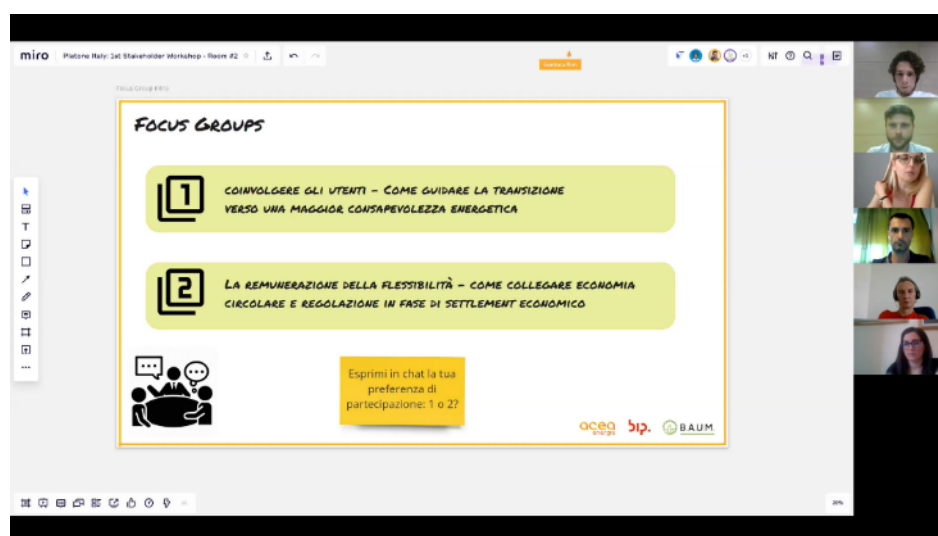 miro
Platone Italy: 1st Stakeholder Workshop - Room #2
NT
Focus Groups
1
COINVOLGERE GLI UTENTI – COME GUIDARE LA TRANSIZIONE
VERSO UNA MAGGIOR CONSAPEVOLEZZA ENERGETICA
2
LA REMUNERAZIONE DELLA FLESSIBILITÀ – COME COLLEGARE ECONOMIA
CIRCOLARE E REGOLAZIONE IN FASE DI SETTLEMENT ECONOMICO
Esprimi in chat la tua
preferenza di
partecipazione: 1 o 2?
acea
energia
bip.
B.A.U.M.